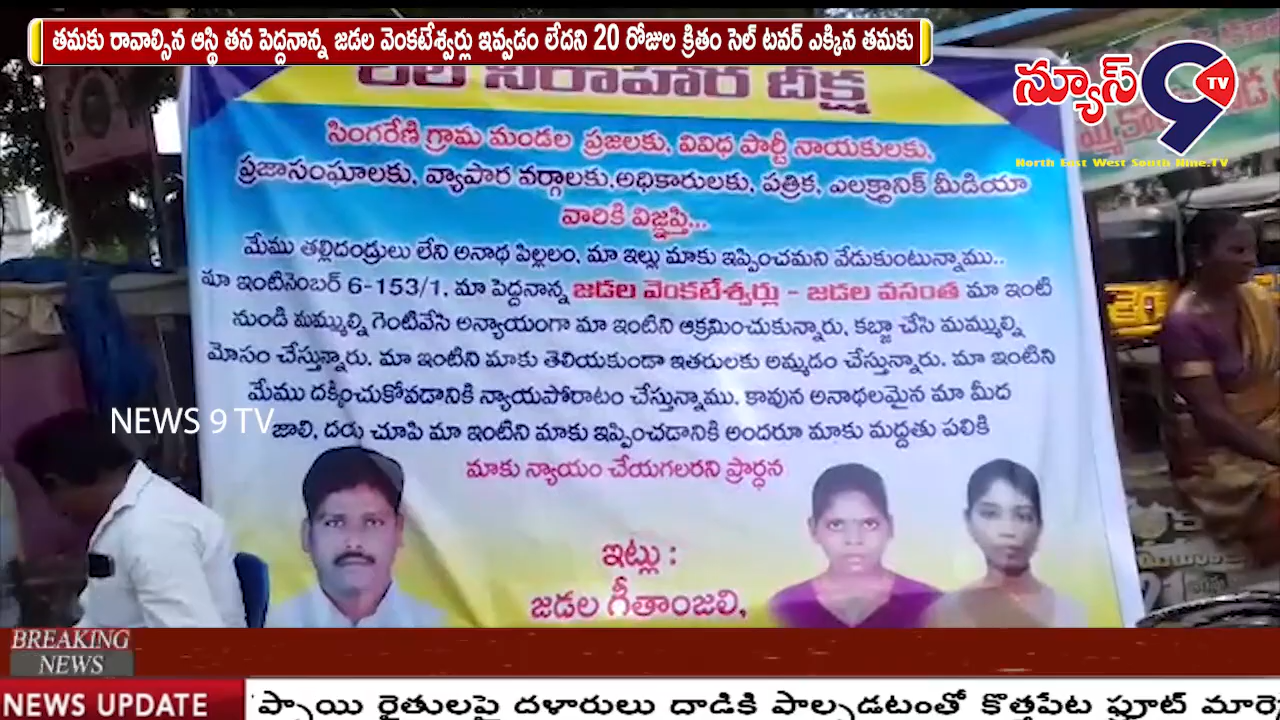 తమకు రావాల్సిన ఆస్థి తన పెద్దనాన్న జడల వెంకటేశ్వర్లు ఇవ్వడం లేదని 20 రోజుల క్రితం సెల్ టవర్ ఎక్కిన తమకు
న్యూస్ 9 TV
North East West South Nine.TV
నిరాహార దీక్ష
సింగరేణి గ్రామ మండల ప్రజలకు, వివిధ పార్టీ నాయకులకు,
ప్రజాసంఘాలకు, వ్యాపార వర్గాలకు.అధికారులకు, పత్రిక, ఎలక్ట్రానిక్ మీడియా
వారికి విజ్ఞప్తి...
మేము తల్లిదండ్రులు లేని అనాథ పిల్లలం. మా ఇల్లు మాకు ఇప్పించమని వేడుకుంటున్నాము..
మా ఇంటినెంబర్ 6-153/1. మా పెద్దనాన్న జడల వెంకటేశ్వర్లు - జడల వసంత మా ఇంటి
నుండి మమ్ముల్ని గెంటివేసి అన్యాయంగా మా ఇంటిని ఆక్రమించుకున్నారు, కబ్జా చేసి మమ్ముల్ని
మోసం చేస్తున్నారు. మా ఇంటిని మాకు తెలియకుండా ఇతరులకు అమ్మడం చేస్తున్నారు. మా ఇంటిని
మేము దక్కించుకోవడానికి న్యాయపోరాటం చేస్తున్నాము. కావున అనాథలమైన మా మీద
NEWS 9 TV
జాలి, దయ చూపి మా ఇంటిని మాకు ఇప్పించడానికి అందరూ మాకు మద్దతు పలికి
మాకు న్యాయం చేయగలరని ప్రార్ధన
ఇట్లు :
జడల గీతాంజలి,
BREAKING
NEWS
NEWS UPDATE
ప్పాయి రైతులపై దళారులు దాడికి పాల్పడటంతో కొత్తపేట ఫ్రూట్ మార్కె